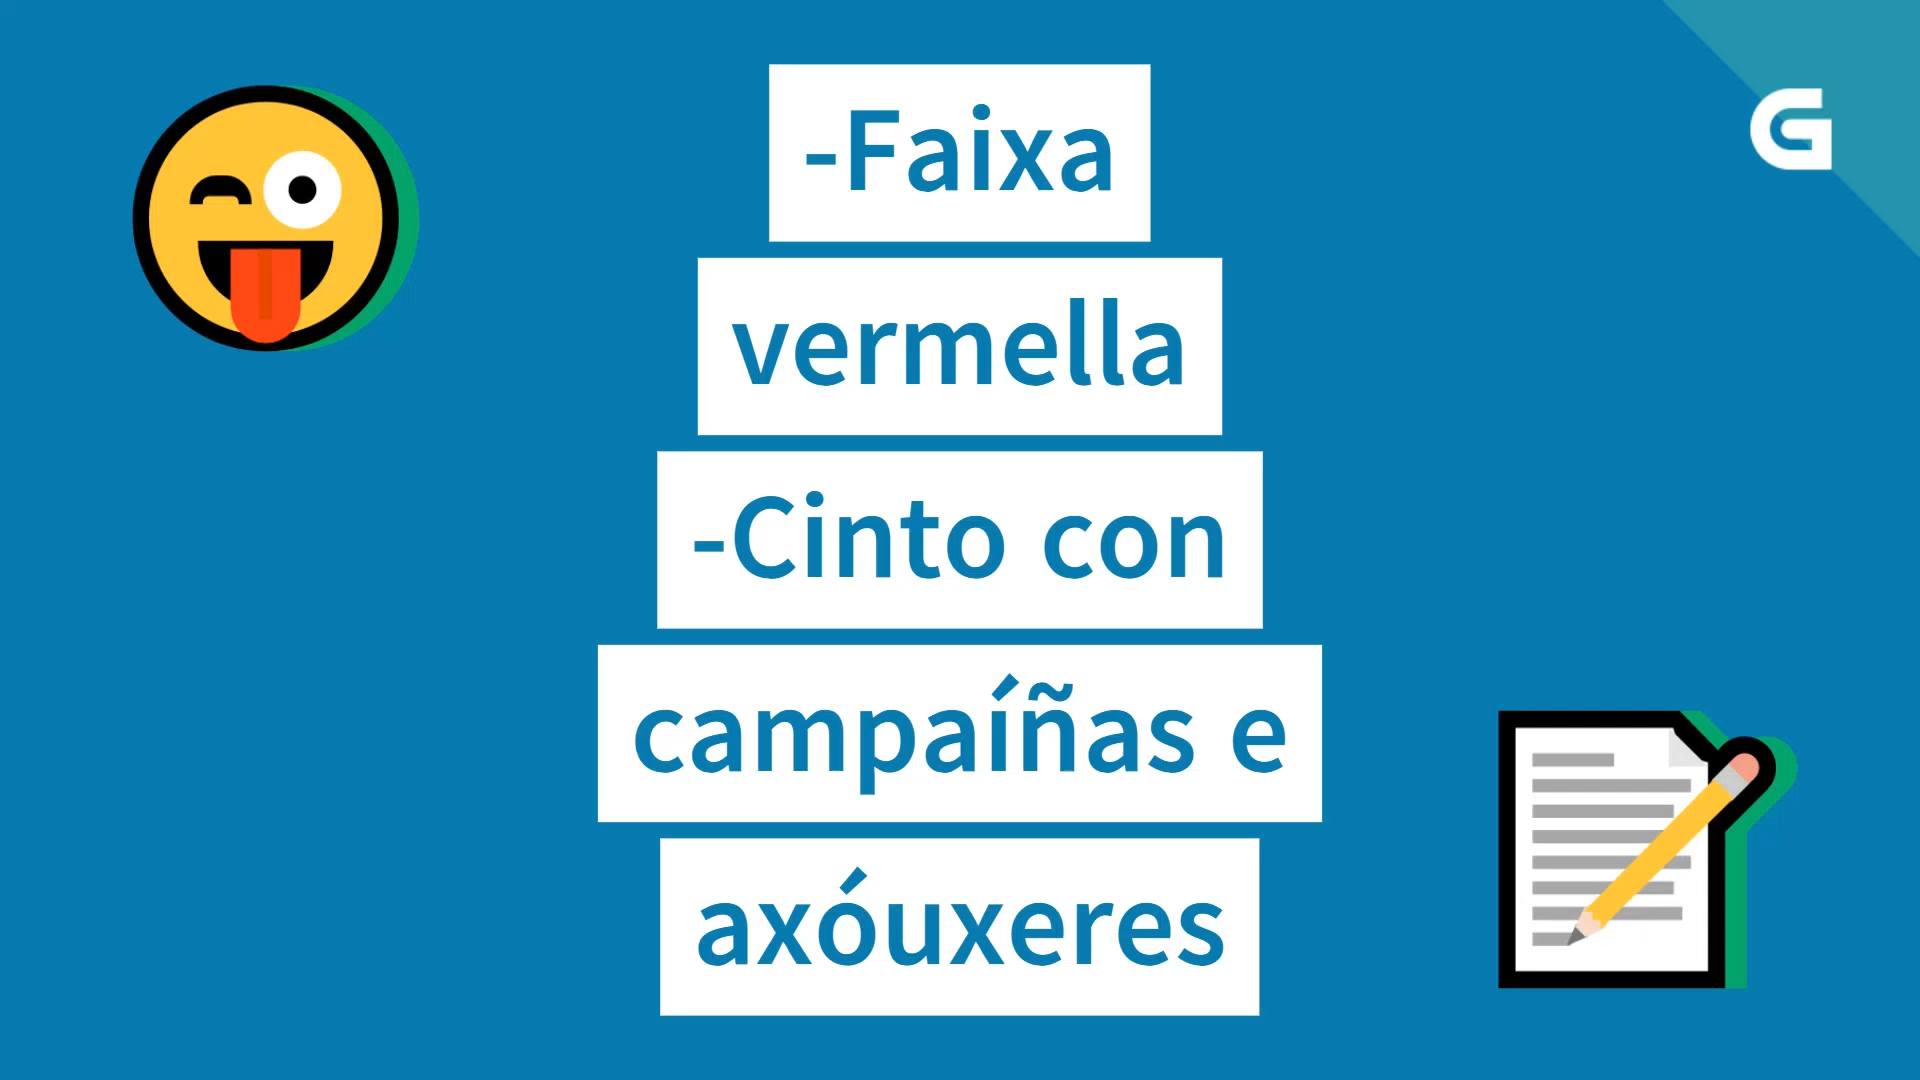 -Faixa
vermella
-Cinto con
campaíñas e
axóuxeres